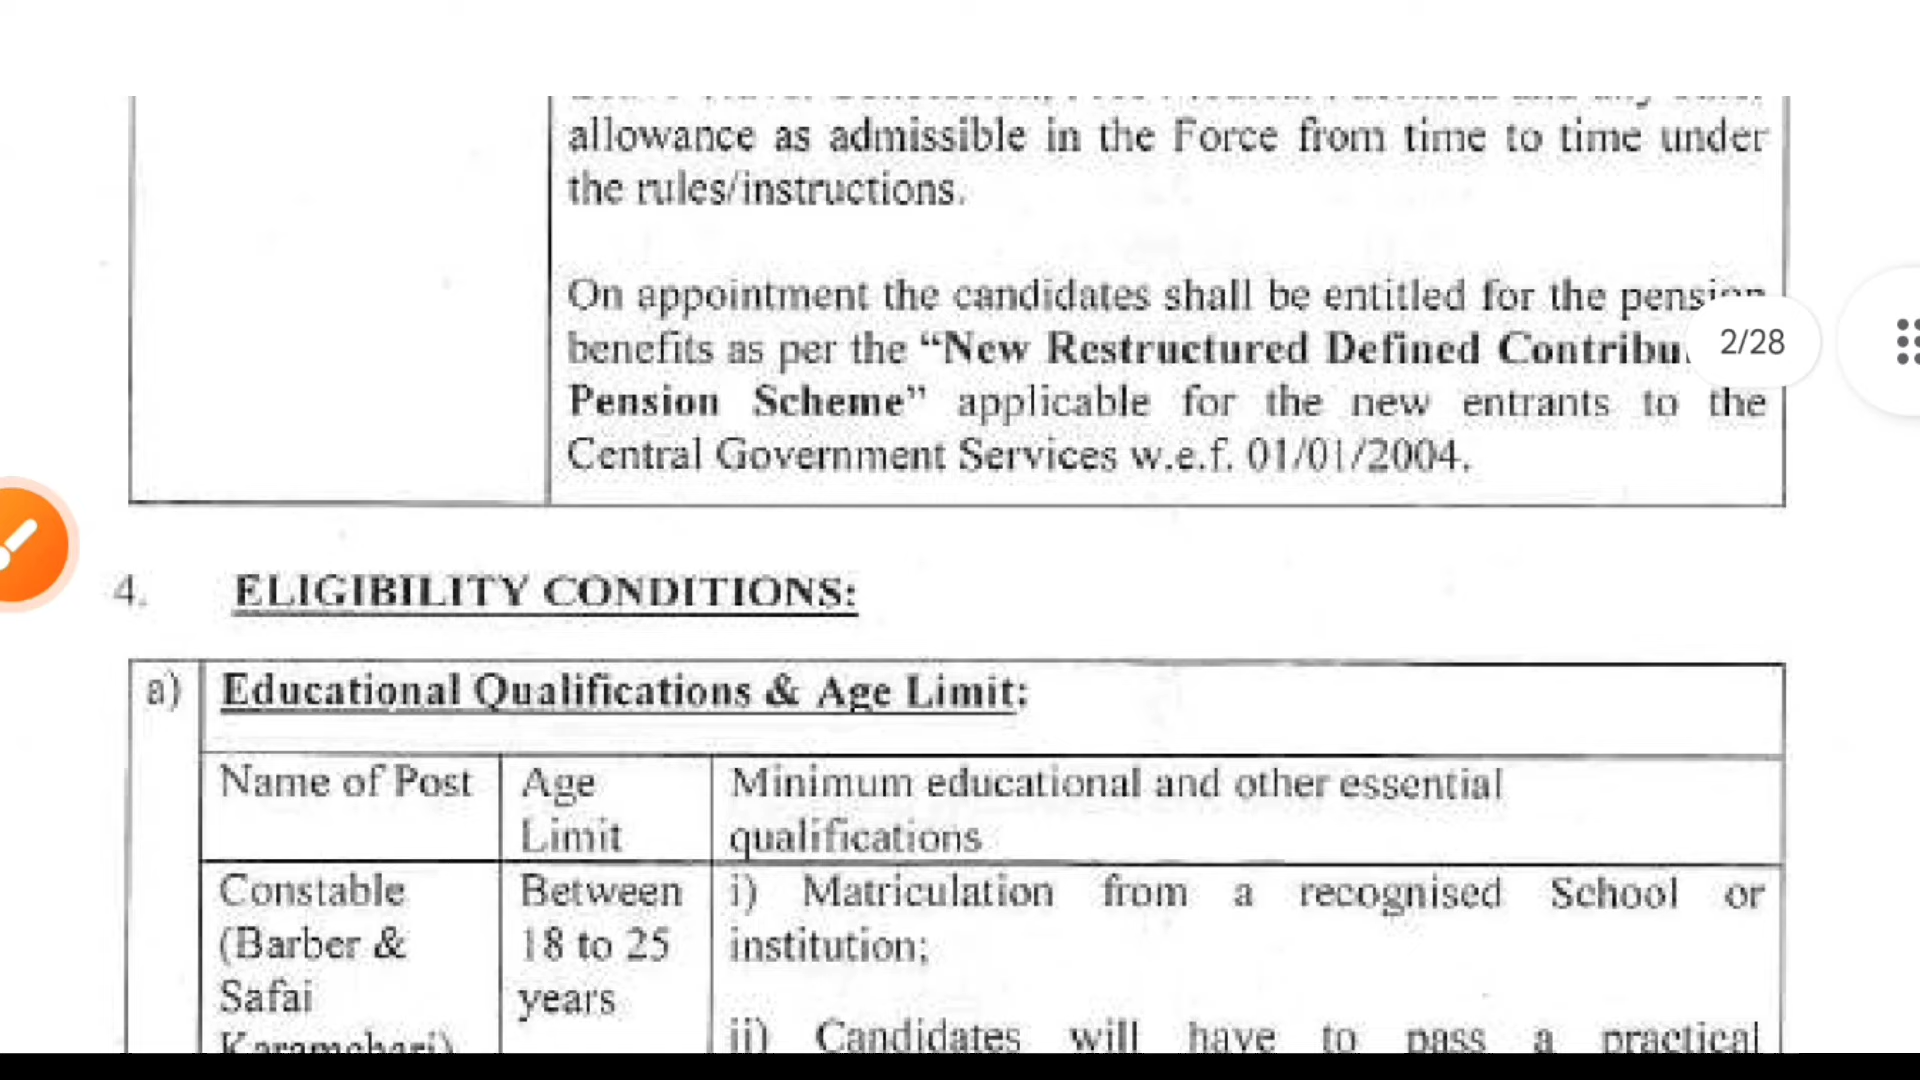 allowance as admissible in the Force from time to time under
the rules/instructions.
On appointment the candidates shall be entitled for the pension
benefits as per the “New Restructured Defined
Pension Scheme” applicable for the new entrants to the
Central Government Services w.e.f. 01/01/2004.
2/28
4. ELIGIBILITY CONDITIONS:
a) Educational Qualifications & Age Limit:
Name of Post
Age
Limit
Minimum educational and other essential
qualifications
Constable
(Barber &
Safai
Karamchari)
Between
18 to 25
years
i) Matriculation from a recognised School or
institution;
ii) Candidates will have to pass a practical